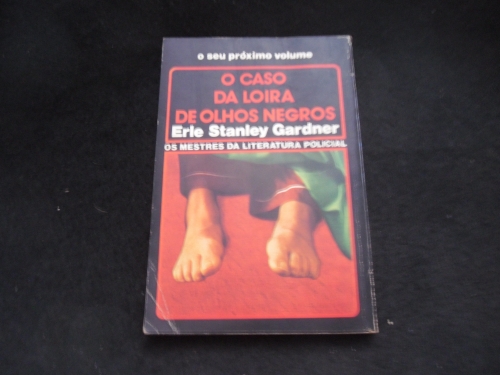 o seu próximo volume
O CASO
DA LOIRA
DE OLHOS NEGROS
Erle Stanley Gardner
OS MESTRES DA LITERATURA POLICIAL